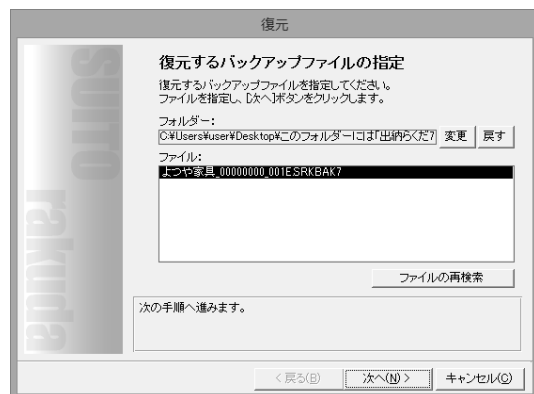 復元
SUITO rakuda
復元するバックアップファイルの指定
復元するバックアップファイルを指定してください。
ファイルを指定し、[次へ]ボタンをクリックします。
フォルダー:
C:¥Users¥user¥Desktop¥このフォルダーには「出納らくだ7 変更 戻す
ファイル:
よつや家具_00000000_001E.SRKBAK7
ファイルの再検索
次の手順へ進みます。
< 戻る(B) 次へ(N) > キャンセル(C)